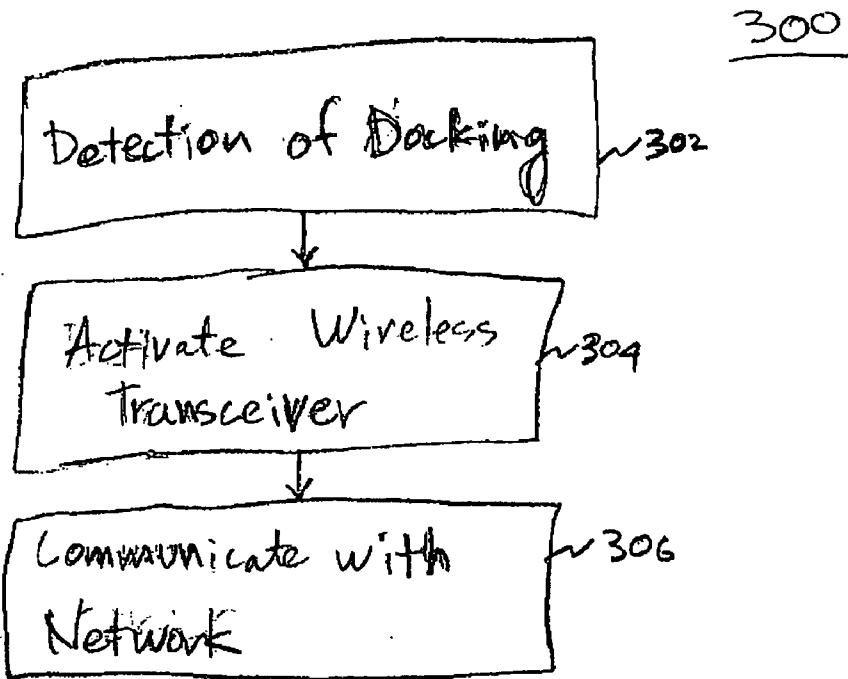 300
Detection of Docking
302
Activate Wireless
Transceiver
304
Communicate with
Network
306